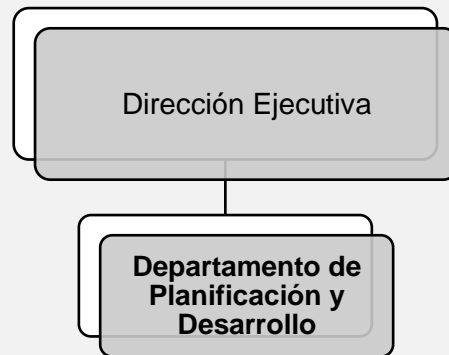 Dirección Ejecutiva
Departamento de
Planificación y
Desarrollo